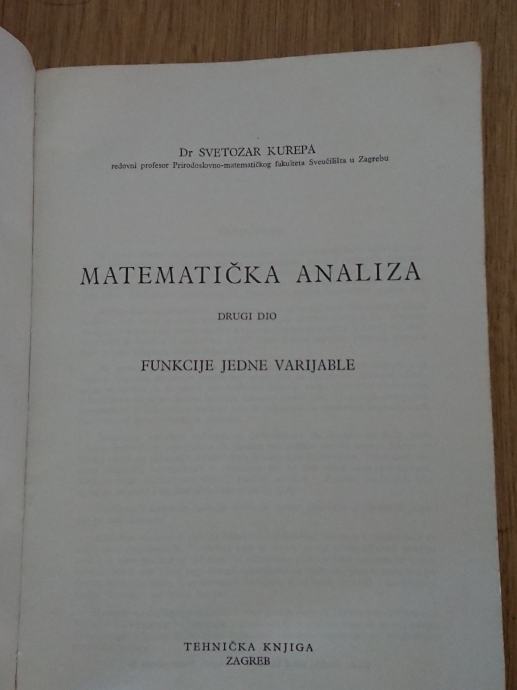 Dr SVETOZAR KUREPA
redovni profesor Prirodoslovno-matematičkog fakulteta Sveučilišta u Zagrebu
MATEMATIČKA ANALIZA
DRUGI DIO
FUNKCIJE JEDNE VARIJABLE
TEHNIČKA KNJIGA
ZAGREB